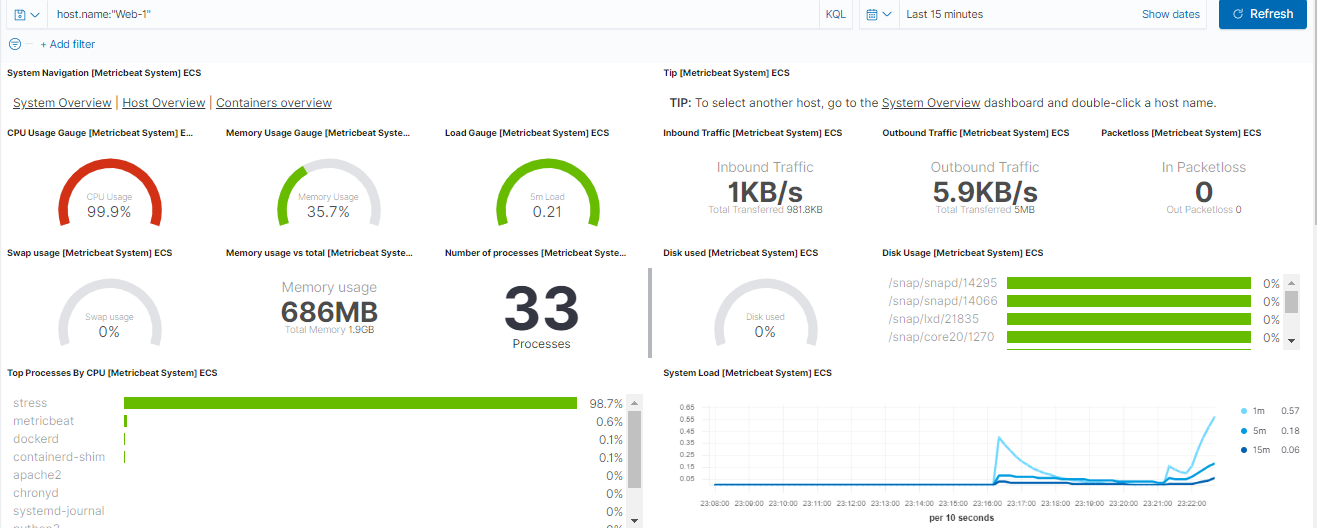 host.name:"Web-1" KQL Last 15 minutes Show dates Refresh
+ Add filter
System Navigation [Metricbeat System] ECS
System Overview | Host Overview | Containers overview
Tip [Metricbeat System] ECS
TIP: To select another host, go to the System Overview dashboard and double-click a host name.
CPU Usage Gauge [Metricbeat System] E...
CPU Usage
99.9%
Memory Usage Gauge [Metricbeat Syste...
Memory Usage
35.7%
Load Gauge [Metricbeat System] ECS
5m Load
0.21
Inbound Traffic [Metricbeat System] ECS
Inbound Traffic
1KB/s
Total Transferred 981.8KB
Outbound Traffic [Metricbeat System] ECS
Outbound Traffic
5.9KB/s
Total Transferred 5MB
Packetloss [Metricbeat System] ECS
In Packetloss
0
Out Packetloss 0
Swap usage [Metricbeat System] ECS
Swap usage
0%
Memory usage vs total [Metricbeat Syste...
Memory usage
686MB
Total Memory 1.9GB
Number of processes [Metricbeat Syste...
33
Processes
Disk used [Metricbeat System] ECS
Disk used
0%
Disk Usage [Metricbeat System] ECS
/snap/snapd/14295 0%
/snap/snapd/14066 0%
/snap/lxd/21835 0%
/snap/core20/1270 0%
Top Processes By CPU [Metricbeat System] ECS
stress 98.7%
metricbeat 0.6%
dockerd 0.1%
containerd-shim 0.1%
apache2 0%
chronyd 0%
systemd-journal 0%
0%
System Load [Metricbeat System] ECS
0.65
0.55
0.45
0.35
0.25
0.15
0.05
23:08:00 23:09:00 23:10:00 23:11:00 23:12:00 23:13:00 23:14:00 23:15:00 23:16:00 23:17:00 23:18:00 23:19:00 23:20:00 23:21:00 23:22:00
per 10 seconds
1m 0.57
5m 0.18
15m 0.06